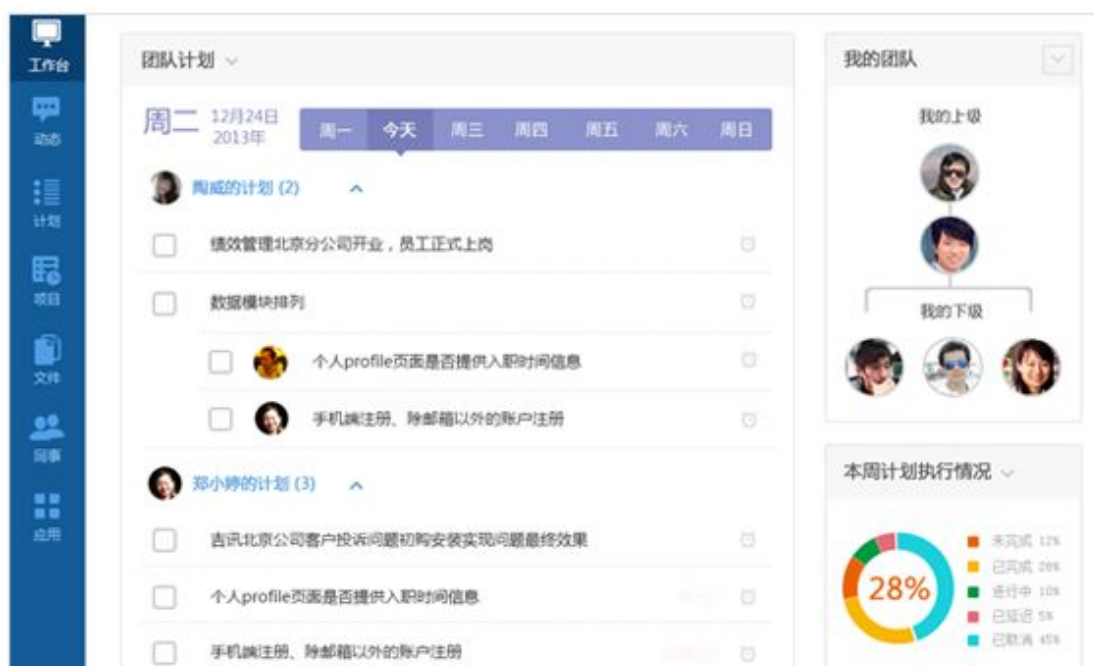 工作台
动态
计划
项目
文件
同事
应用
团队计划
周二
12月24日
2013年
周一 今天 周三 周四 周五 周六 周日
陶威的计划 (2)
绩效管理北京分公司开业，员工正式上岗
数据模块排列
个人profile页面是否提供入职时间信息
手机端注册、除邮箱以外的账户注册
郑小婷的计划 (3)
吉讯北京公司客户投诉问题初购安装实现问题最终效果
个人profile页面是否提供入职时间信息
手机端注册、除邮箱以外的账户注册
我的团队
我的上级
我的下级
本周计划执行情况
28%
未完成 12%
已完成 28%
进行中 10%
已延迟 5%
已取消 45%